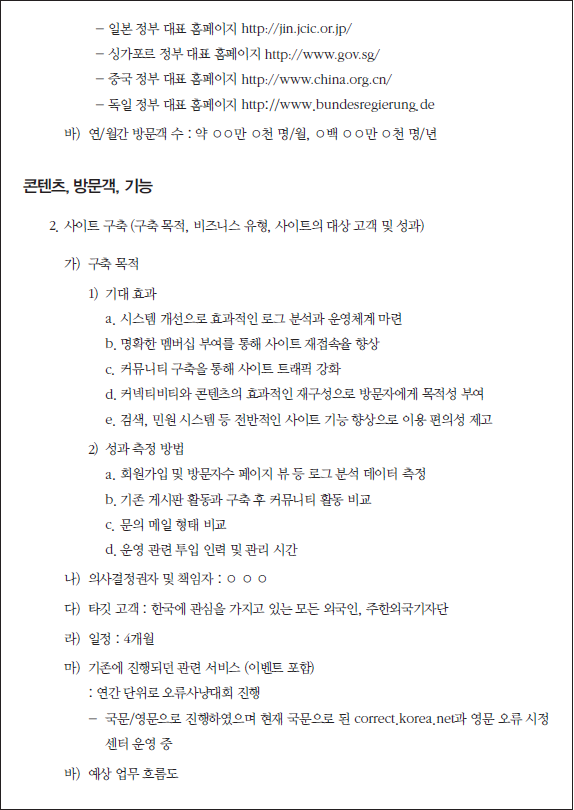 – 일본 정부 대표 홈페이지 http://jin.jcic.or.jp/
– 싱가포르 정부 대표 홈페이지 http://www.gov.sg/
– 중국 정부 대표 홈페이지 http://www.china.org.cn/
– 독일 정부 대표 홈페이지 http://www.bundesregierung.de
바) 연/월간 방문객 수 : 약 ㅇㅇ만 ㅇ천 명/월, ㅇ백 ㅇㅇ만 ㅇ천 명/년
콘텐츠, 방문객, 기능
2. 사이트 구축 (구축 목적, 비즈니스 유형, 사이트의 대상 고객 및 성과)
가) 구축 목적
1) 기대 효과
a. 시스템 개선으로 효과적인 로그 분석과 운영체계 마련
b. 명확한 멤버십 부여를 통해 사이트 재접속율 향상
c. 커뮤니티 구축을 통해 사이트 트래픽 강화
d. 커넥티비티와 콘텐츠의 효과적인 재구성으로 방문자에게 목적성 부여
e. 검색, 민원 시스템 등 전반적인 사이트 기능 향상으로 이용 편의성 제고
2) 성과 측정 방법
a. 회원가입 및 방문자수 페이지 뷰 등 로그 분석 데이터 측정
b. 기존 게시판 활동과 구축 후 커뮤니티 활동 비교
c. 문의 메일 형태 비교
d. 운영 관련 투입 인력 및 관리 시간
나) 의사결정권자 및 책임자 : ㅇ ㅇ ㅇ
다) 타깃 고객 : 한국에 관심을 가지고 있는 모든 외국인, 주한외국기자단
라) 일정 : 4개월
마) 기존에 진행되던 관련 서비스 (이벤트 포함)
: 연간 단위로 오류사냥대회 진행
– 국문/영문으로 진행하였으며 현재 국문으로 된 correct.korea.net과 영문 오류 시정
센터 운영 중
바) 예상 업무 흐름도